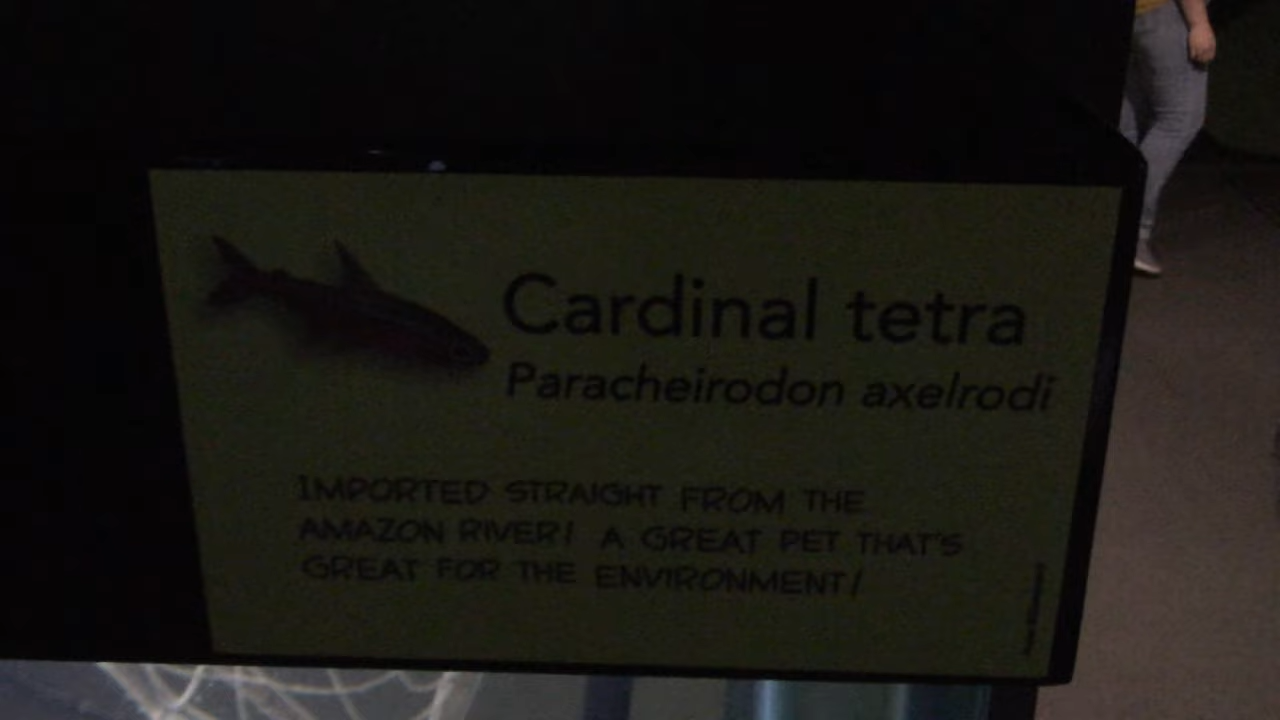 Cardinal tetra
Paracheirodon axelrodi
IMPORTED STRAIGHT FROM THE
AMAZON RIVER! A GREAT PET THAT'S
GREAT FOR THE ENVIRONMENT!